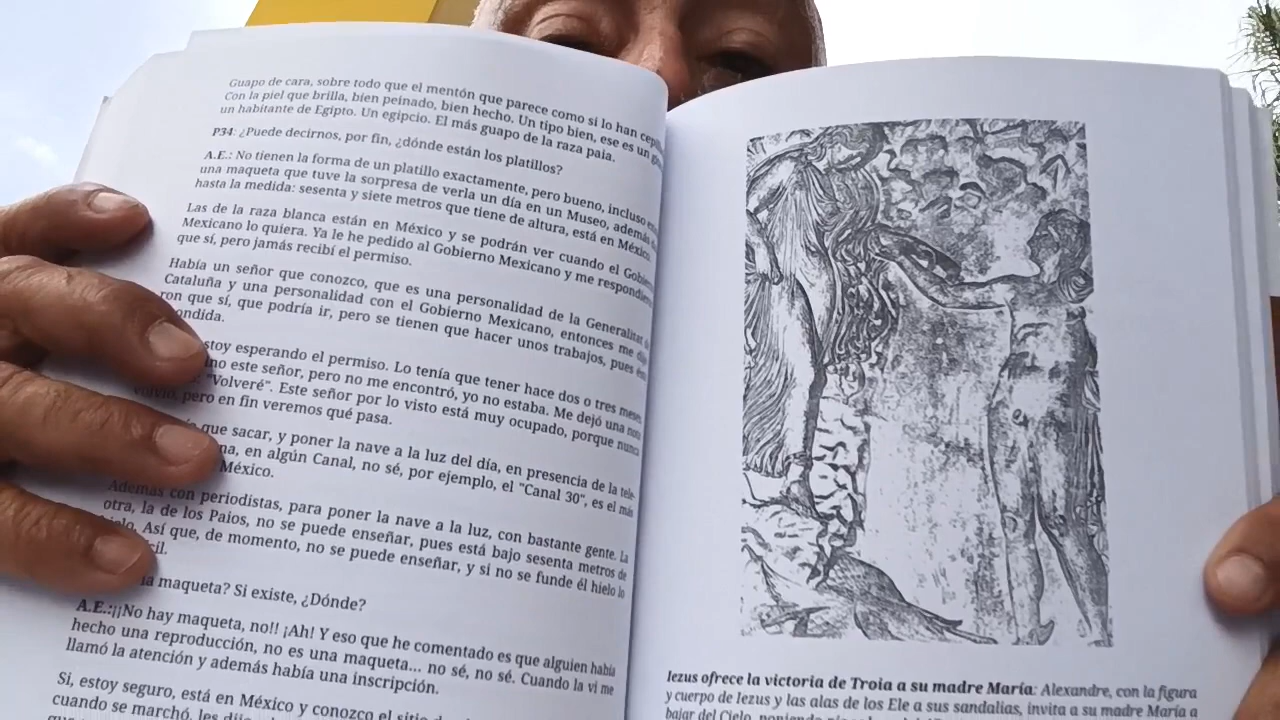 Guapo de cara, sobre todo que el mentón que parece como si lo han
Con la piel que brilla, bien peinado, bien hecho. Un tipo bien, ese es un
un habitante de Egipto. Un egipcio. El más guapo de la raza paia.
P34: ¿Puede decirnos, por fin, ¿dónde están los platillos?
A.E.: No tienen la forma de un platillo exactamente, pero bueno, incluso
una maqueta que tuve la sorpresa de verla un día en un Museo, además
hasta la medida: sesenta y siete metros que tiene de altura, está en México.
Las de la raza blanca están en México y se podrán ver cuando el
Mexicano lo quiera. Ya le he pedido al Gobierno Mexicano y me
que sí, pero jamás recibí el permiso.
Había un señor que conozco, que es una personalidad de la Generalitat
Cataluña y una personalidad con el Gobierno Mexicano, entonces me
ron que sí, que podría ir, pero se tienen que hacer unos trabajos, pues
stoy esperando el permiso. Lo tenía que tener hace dos o tres meses
este señor, pero no me encontró, yo no estaba. Me dejó una nota
"Volveré". Este señor por lo visto está muy ocupado, porque nunca
pero en fin veremos qué pasa.
que sacar, y poner la nave a la luz del día, en presencia de la tele-
en algún Canal, no sé, por ejemplo, el "Canal 30", es el más
México.
Además con periodistas, para poner la nave a la luz, con bastante gente. La
otra, la de los Paios, no se puede enseñar, pues está bajo sesenta metros de
Así que, de momento, no se puede enseñar, y si no se funde él hielo lo
la maqueta? Si existe, ¿Dónde?
A.E.:¡¡No hay maqueta, no!! ¡Ah! Y eso que he comentado es que alguien había
hecho una reproducción, no es una maqueta... no sé, no sé. Cuando la vi me
llamó la atención y además había una inscripción.
Si, estoy seguro, está en México y conozco el sitio
cuando se marchó, les
Iezus ofrece la victoria de Troia a su madre María: Alexandre, con la figura
y cuerpo de Iezus y las alas de los Ele a sus sandalias, invita a su madre María a
bajar del Cielo,